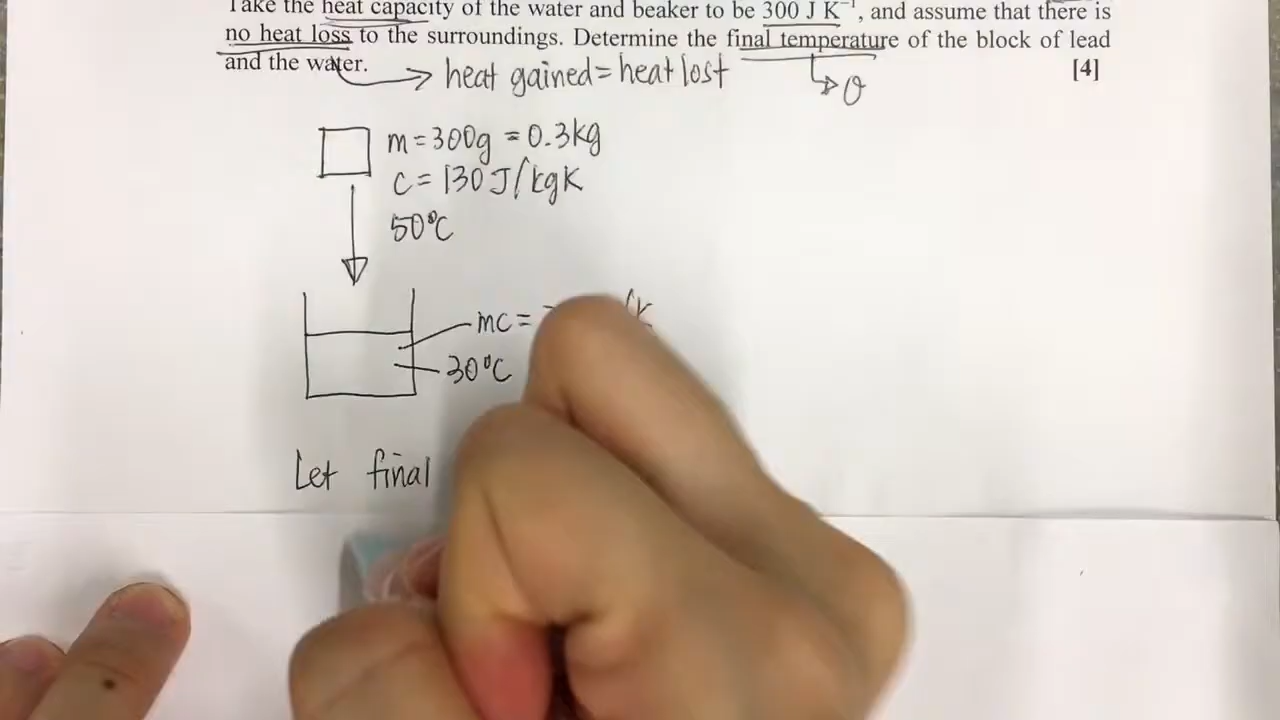 Take the heat capacity of the water and beaker to be 300 J K⁻¹, and assume that there is
no heat loss to the surroundings. Determine the final temperature of the block of lead
and the water.
[4]
heat gained = heat lost
θ
m = 300g = 0.3kg
c = 130 J/kgK
50°C
mc =
/K
30°C
Let final